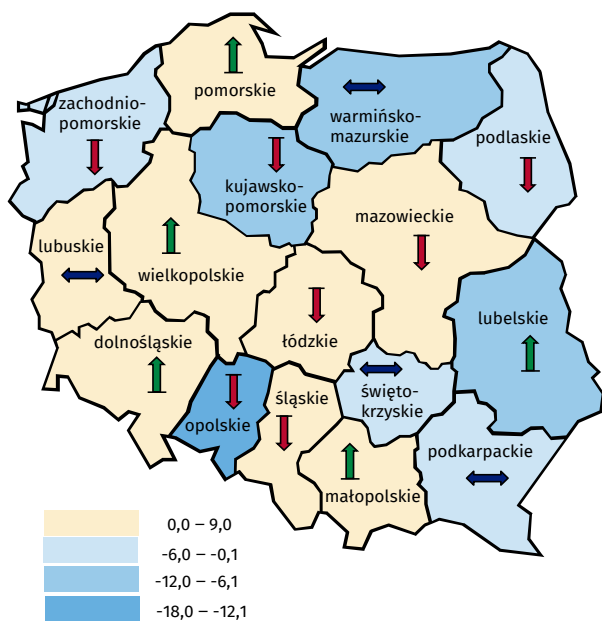 pomorskie
zachodnio-
pomorskie
warmińsko-
mazurskie
podlaskie
kujawsko-
pomorskie
mazowieckie
lubuskie
wielkopolskie
lubelskie
dolnośląskie
łódzkie
święto-
krzyskie
śląskie
opolskie
podkarpackie
małopolskie
0,0 – 9,0
-6,0 – -0,1
-12,0 – -6,1
-18,0 – -12,1